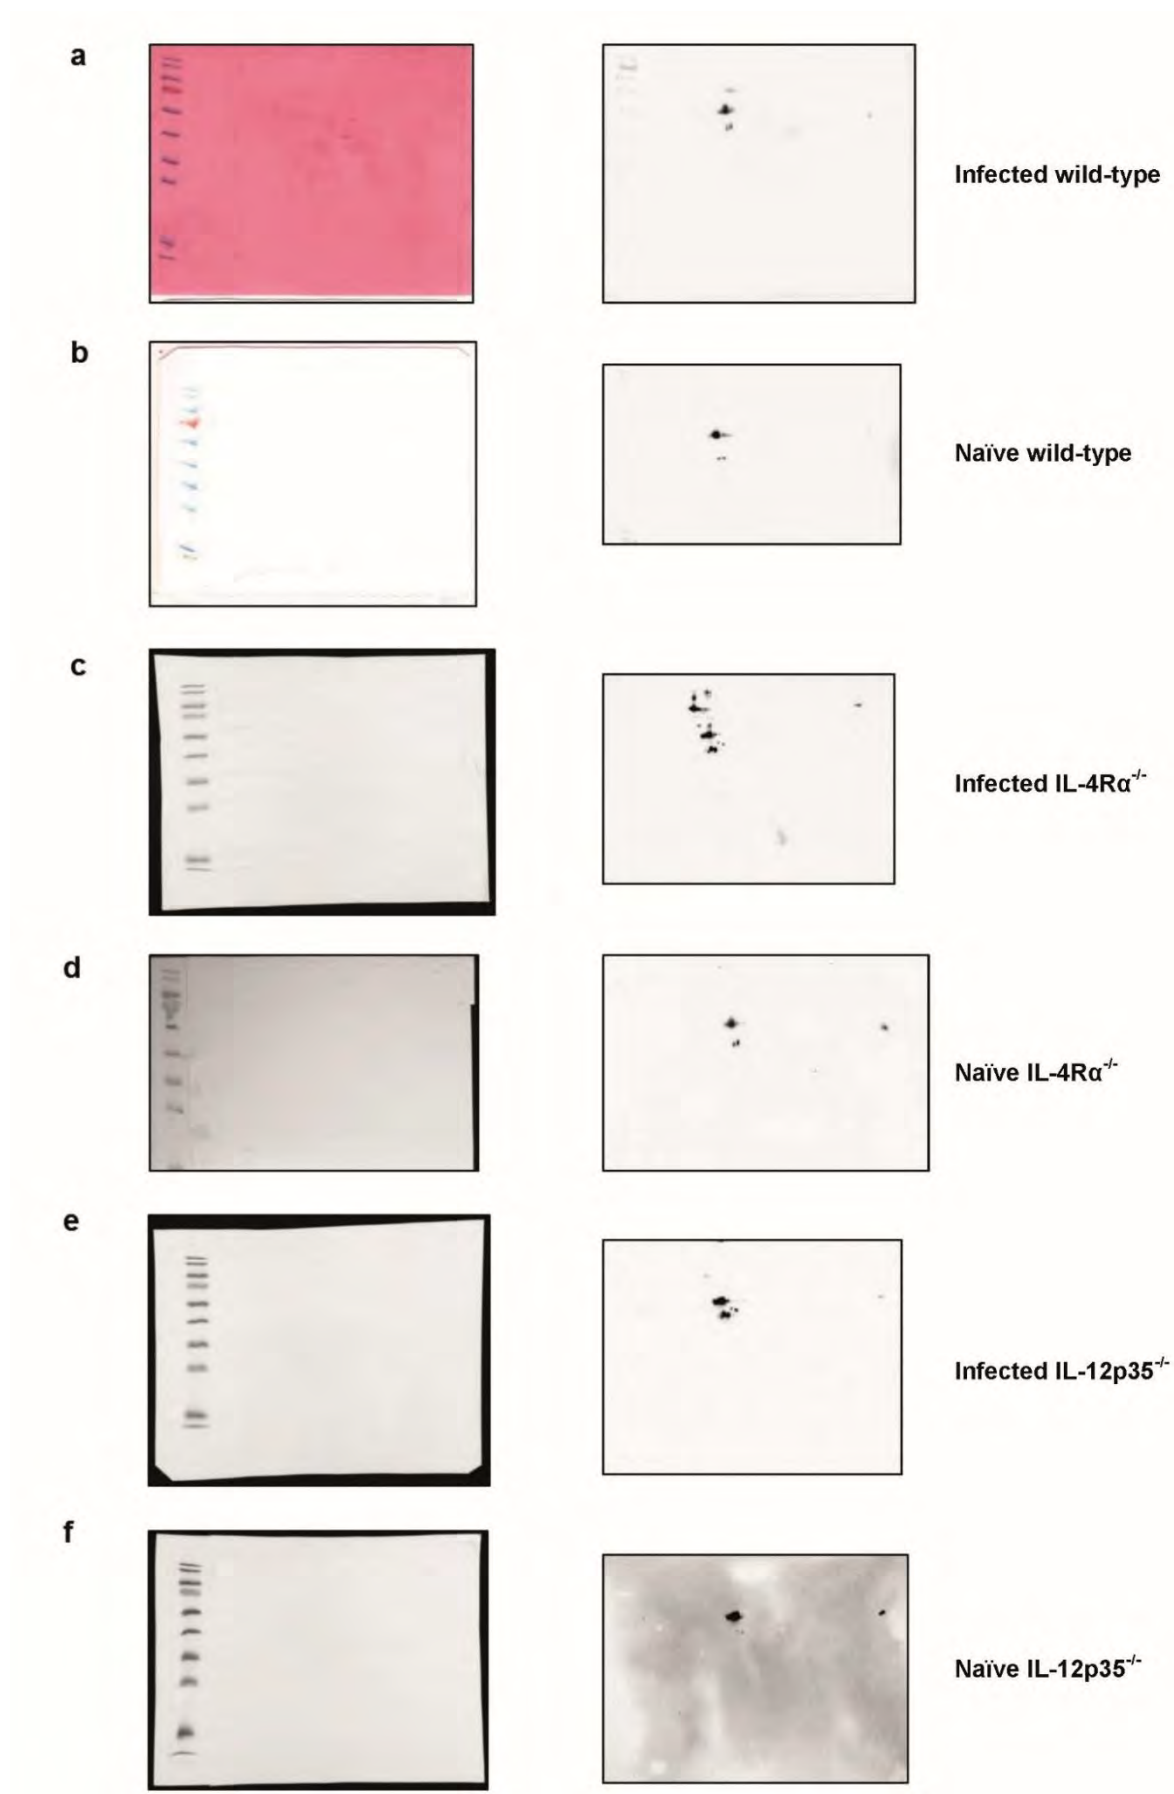 a
Infected wild-type
b
Naïve wild-type
c
Infected IL-4Rα-/-
d
Naïve IL-4Rα-/-
e
Infected IL-12p35-/-
f
Naïve IL-12p35-/-